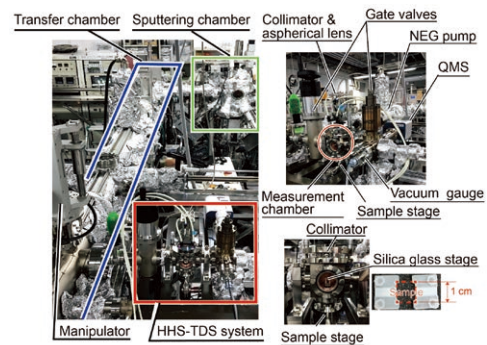 Transfer chamber
Sputtering chamber
Manipulator
HHS-TDS system
Collimator &
aspherical lens
Gate valves
NEG pump
QMS
Vacuum gauge
Measurement
chamber
Sample stage
Collimator
Silica glass stage
Sample
1 cm
Sample stage